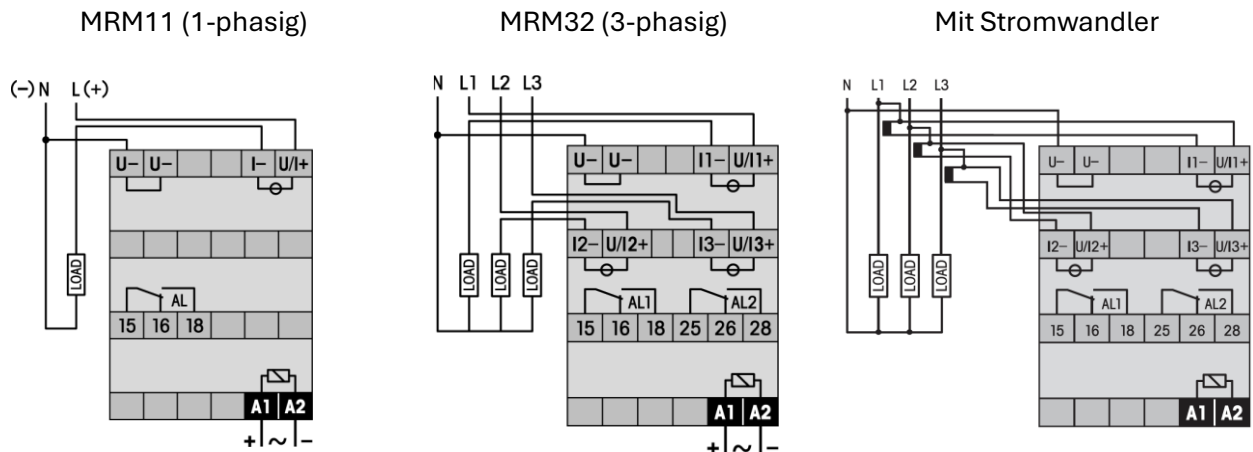 MRM11 (1-phasig)
(-) N L (+)
U- U- I- U/I+
LOAD
AL
15 16 18
A1 A2
+ ~ -
MRM32 (3-phasig)
N L1 L2 L3
U- U- I1- U/I1+
I2- U/I2+ I3- U/I3+
LOAD LOAD LOAD
AL1 AL2
15 16 18 25 26 28
A1 A2
+ ~ -
Mit Stromwandler
N L1 L2 L3
U- U- I1- U/I1+
I2- U/I2+ I3- U/I3+
LOAD LOAD LOAD
AL1 AL2
15 16 18 25 26 28
A1 A2